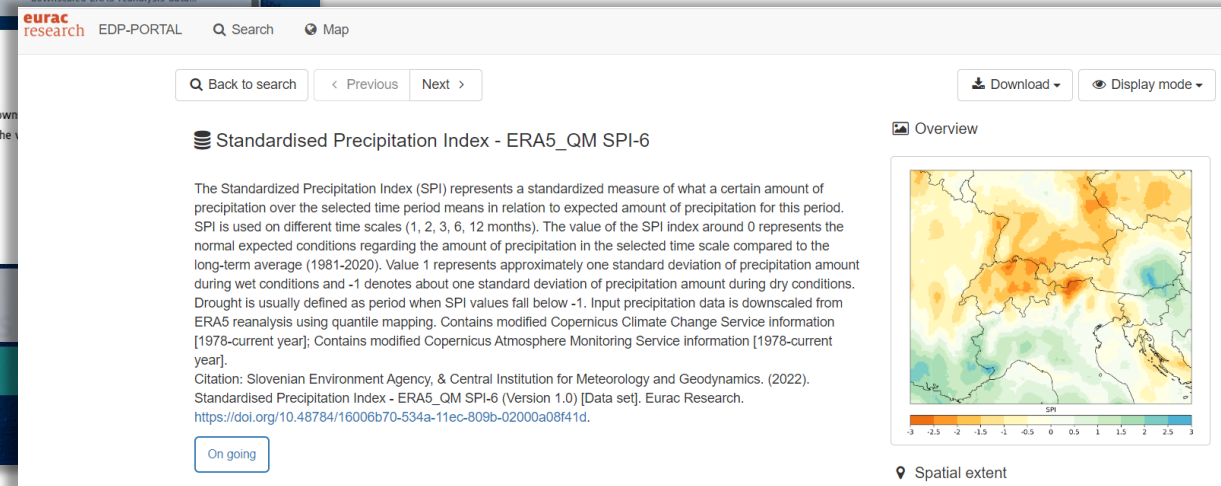 downscaled ERA5 reanalysis data...
eurac
research EDP-PORTAL Search Map
Back to search Previous Next Download Display mode
Overview
Standardised Precipitation Index - ERA5_QM SPI-6
The Standardized Precipitation Index (SPI) represents a standardized measure of what a certain amount of
precipitation over the selected time period means in relation to expected amount of precipitation for this period.
SPI is used on different time scales (1, 2, 3, 6, 12 months). The value of the SPI index around 0 represents the
normal expected conditions regarding the amount of precipitation in the selected time scale compared to the
long-term average (1981-2020). Value 1 represents approximately one standard deviation of precipitation amount
during wet conditions and -1 denotes about one standard deviation of precipitation amount during dry conditions.
Drought is usually defined as period when SPI values fall below -1. Input precipitation data is downscaled from
ERA5 reanalysis using quantile mapping. Contains modified Copernicus Climate Change Service information
[1978-current year]; Contains modified Copernicus Atmosphere Monitoring Service information [1978-current
year].
Citation: Slovenian Environment Agency, & Central Institution for Meteorology and Geodynamics. (2022).
Standardised Precipitation Index - ERA5_QM SPI-6 (Version 1.0) [Data set]. Eurac Research.
https://doi.org/10.48784/16006b70-534a-11ec-809b-02000a08f41d.
On going
SPI
-3 -2.5 -2 -1.5 -1 -0.5 0 0.5 1 1.5 2 2.5 3
Spatial extent